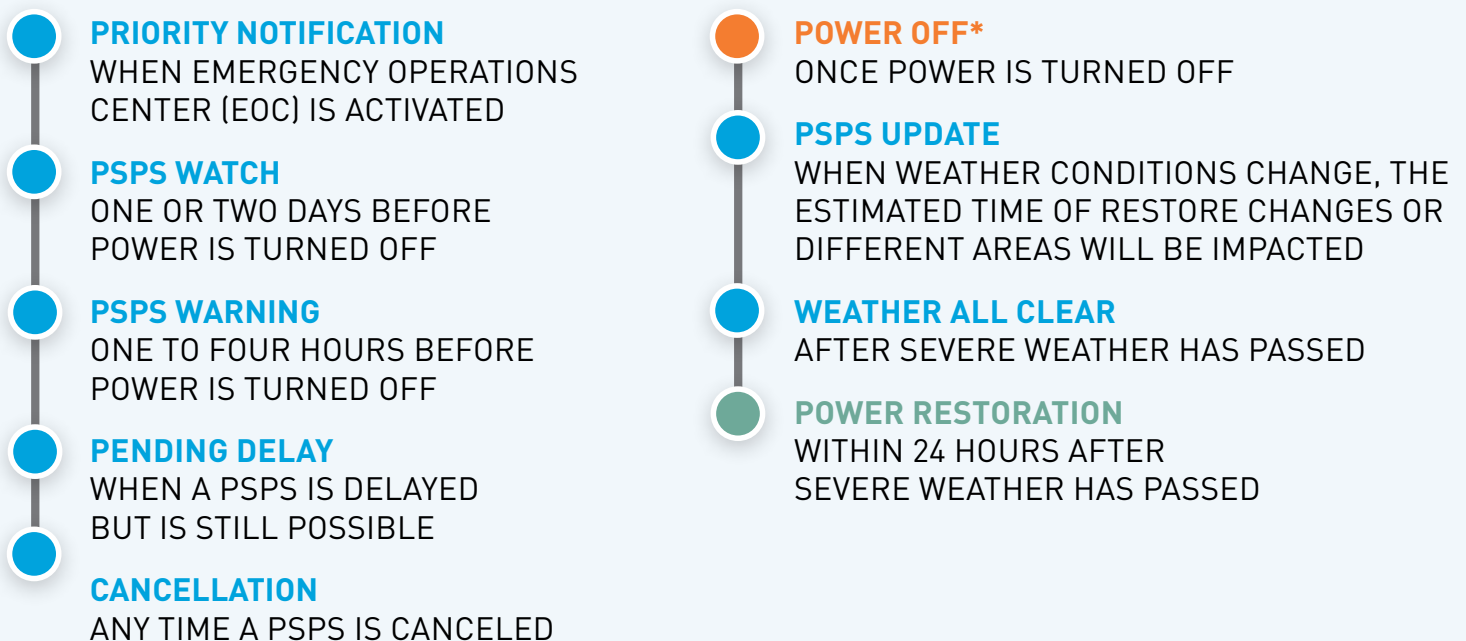 PRIORITY NOTIFICATION
WHEN EMERGENCY OPERATIONS
CENTER (EOC) IS ACTIVATED
PSPS WATCH
ONE OR TWO DAYS BEFORE
POWER IS TURNED OFF
PSPS WARNING
ONE TO FOUR HOURS BEFORE
POWER IS TURNED OFF
PENDING DELAY
WHEN A PSPS IS DELAYED
BUT IS STILL POSSIBLE
CANCELLATION
ANY TIME A PSPS IS CANCELED
POWER OFF*
ONCE POWER IS TURNED OFF
PSPS UPDATE
WHEN WEATHER CONDITIONS CHANGE, THE
ESTIMATED TIME OF RESTORE CHANGES OR
DIFFERENT AREAS WILL BE IMPACTED
WEATHER ALL CLEAR
AFTER SEVERE WEATHER HAS PASSED
POWER RESTORATION
WITHIN 24 HOURS AFTER
SEVERE WEATHER HAS PASSED